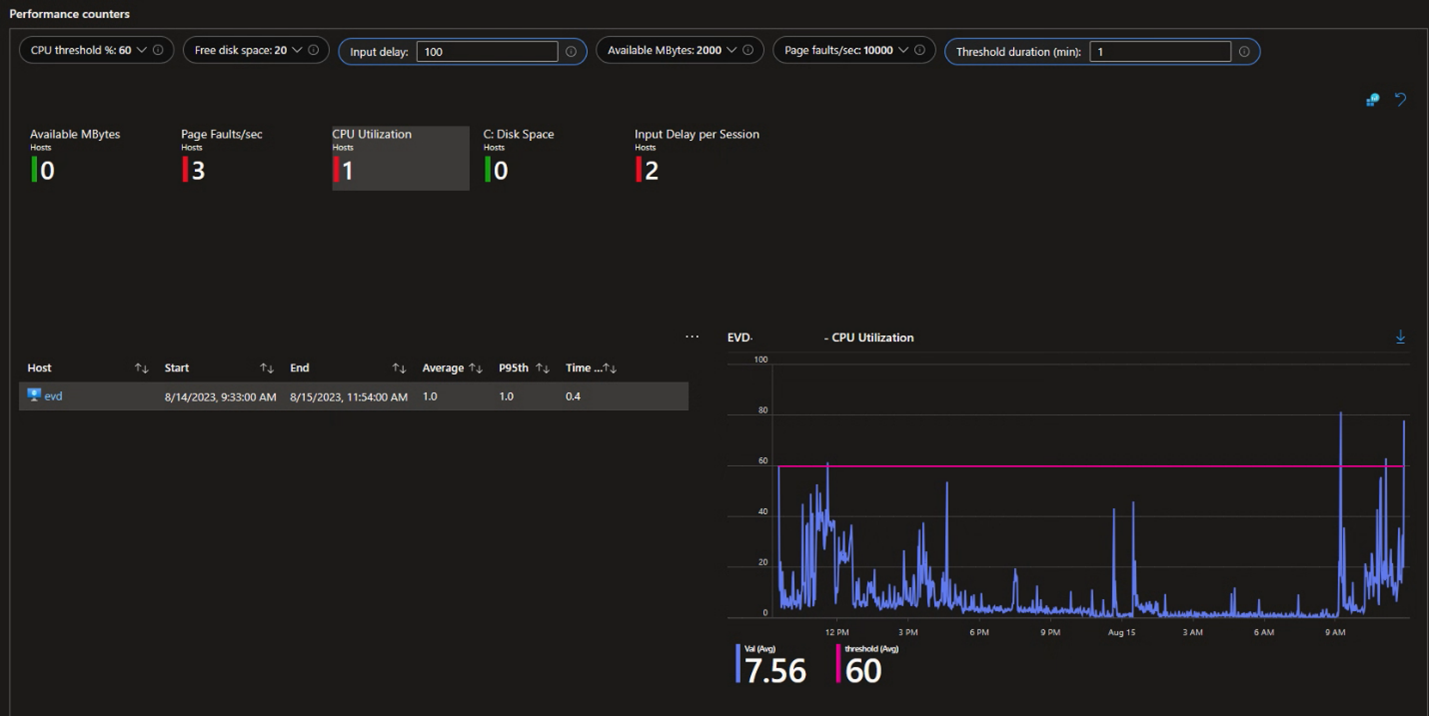 Performance counters
CPU threshold %: 60 Free disk space: 20 Input delay: 100 Available MBytes: 2000 Page faults/sec: 10000 Threshold duration (min): 1
Available MBytes Page Faults/sec CPU Utilization C: Disk Space Input Delay per Session
Hosts Hosts Hosts Hosts Hosts
0 3 1 0 2
... EVD- - CPU Utilization
Host Start End Average P95th Time ...
evd 8/14/2023, 9:33:00 AM 8/15/2023, 11:54:00 AM 1.0 1.0 0.4
100
80
60
40
20
0
12 PM 3 PM 6 PM 9 PM Aug 15 3 AM 6 AM 9 AM
Val (Avg) threshold (Avg)
7.56 60